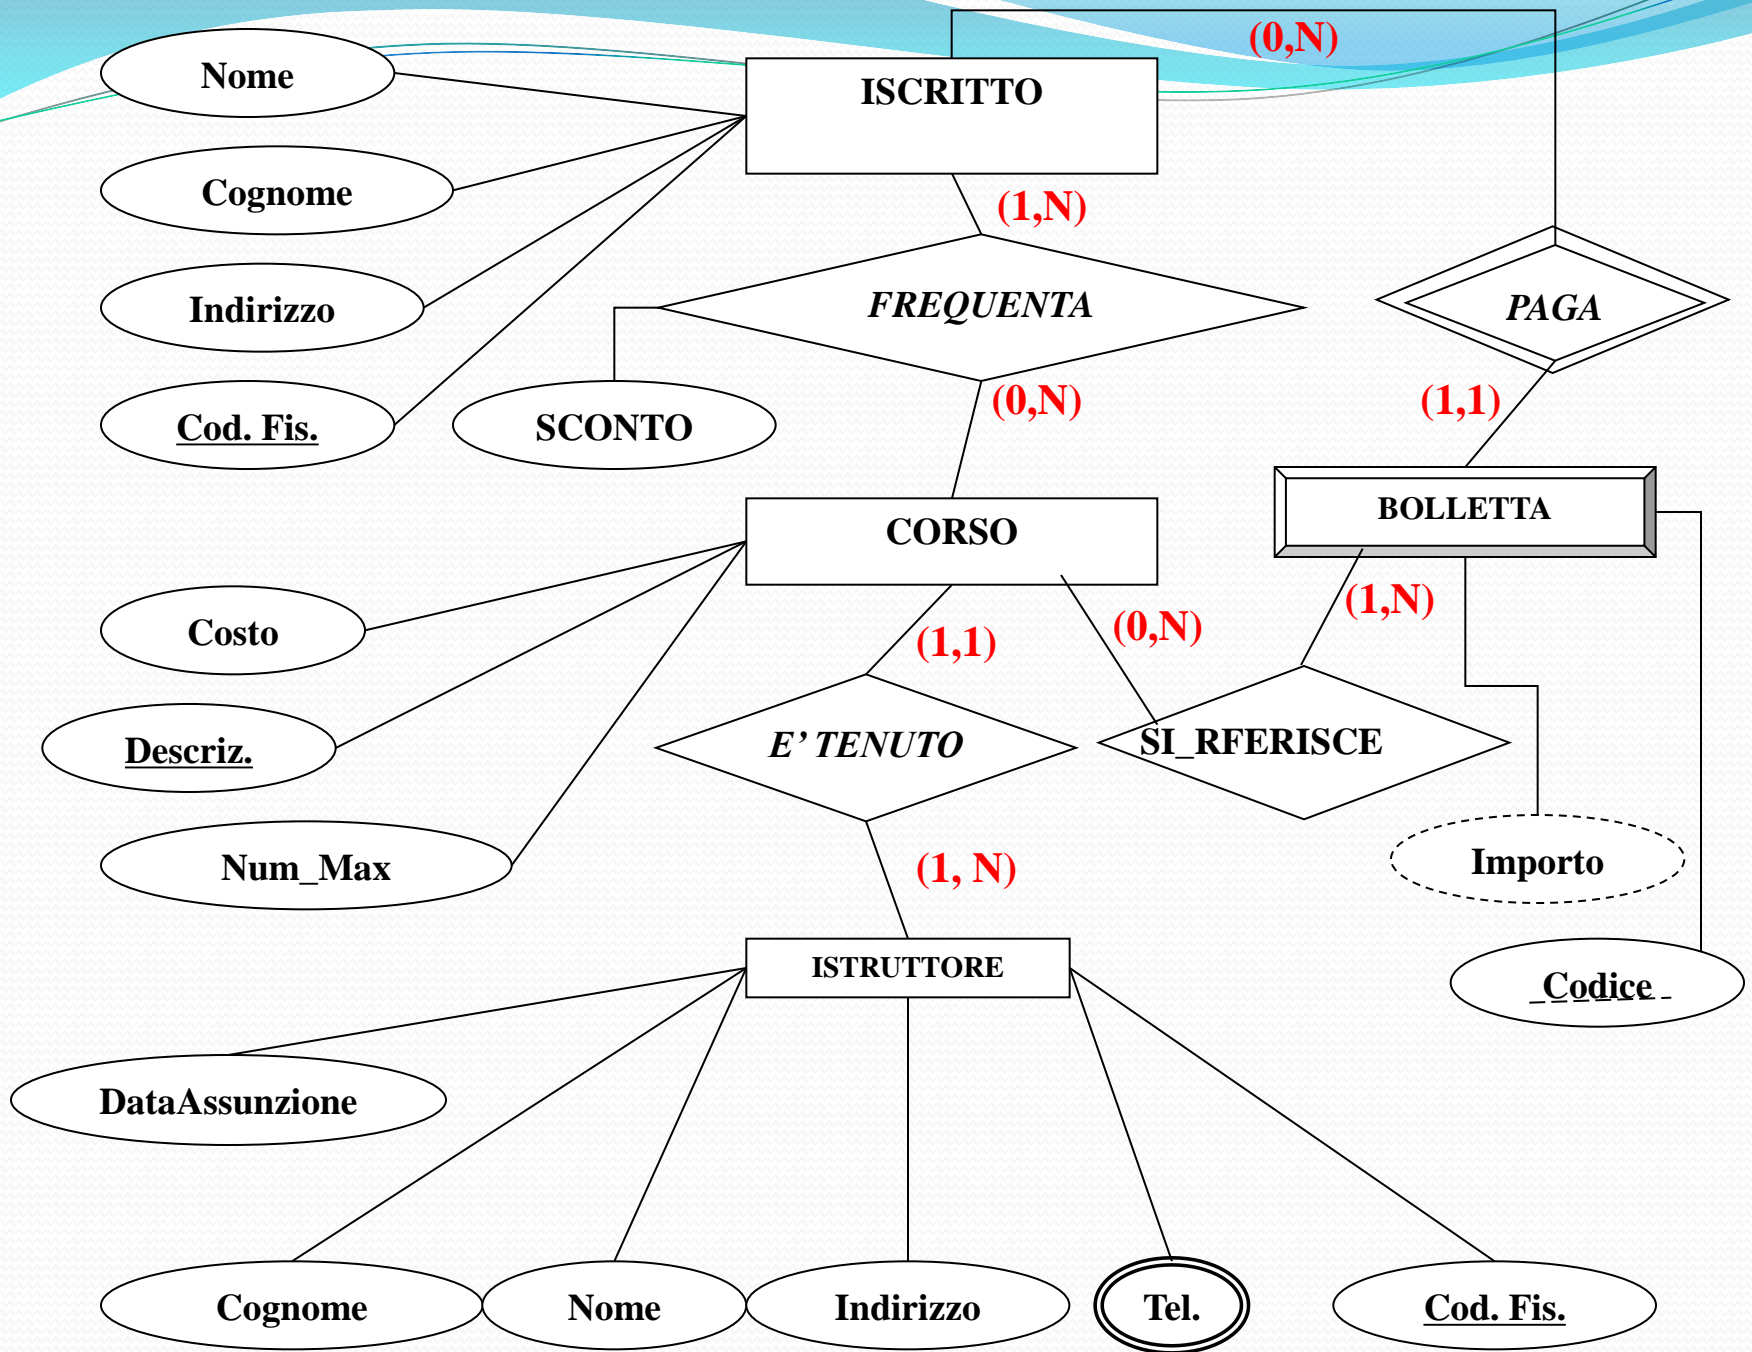 (0,N)
Nome
ISCRITTO
Cognome
(1,N)
Indirizzo
FREQUENTA
PAGA
(0,N)
(1,1)
Cod. Fis.
SCONTO
BOLLETTA
CORSO
(1,N)
Costo
(1,1)
(0,N)
Descriz.
E’ TENUTO
SI_RFERISCE
Num_Max
(1, N)
Importo
ISTRUTTORE
Codice
DataAssunzione
Cognome
Nome
Indirizzo
Tel.
Cod. Fis.